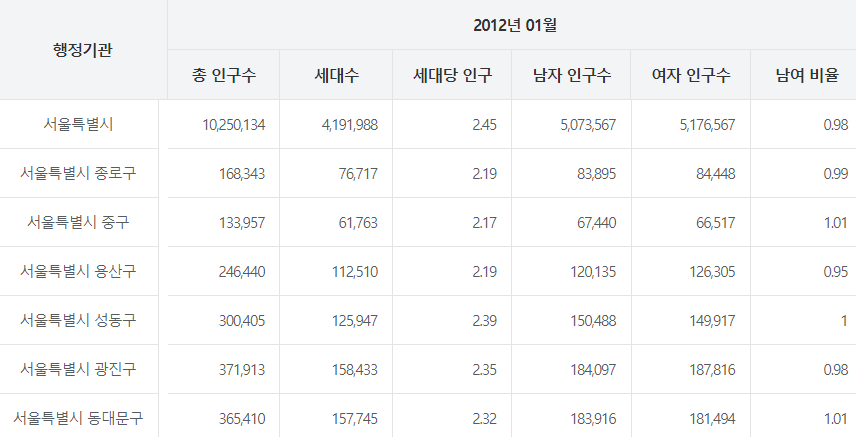 행정기관
2012년 01월
총 인구수 세대수 세대당 인구 남자 인구수 여자 인구수 남여 비율
서울특별시 10,250,134 4,191,988 2.45 5,073,567 5,176,567 0.98
서울특별시 종로구 168,343 76,717 2.19 83,895 84,448 0.99
서울특별시 중구 133,957 61,763 2.17 67,440 66,517 1.01
서울특별시 용산구 246,440 112,510 2.19 120,135 126,305 0.95
서울특별시 성동구 300,405 125,947 2.39 150,488 149,917 1
서울특별시 광진구 371,913 158,433 2.35 184,097 187,816 0.98
서울특별시 동대문구 365,410 157,745 2.32 183,916 181,494 1.01